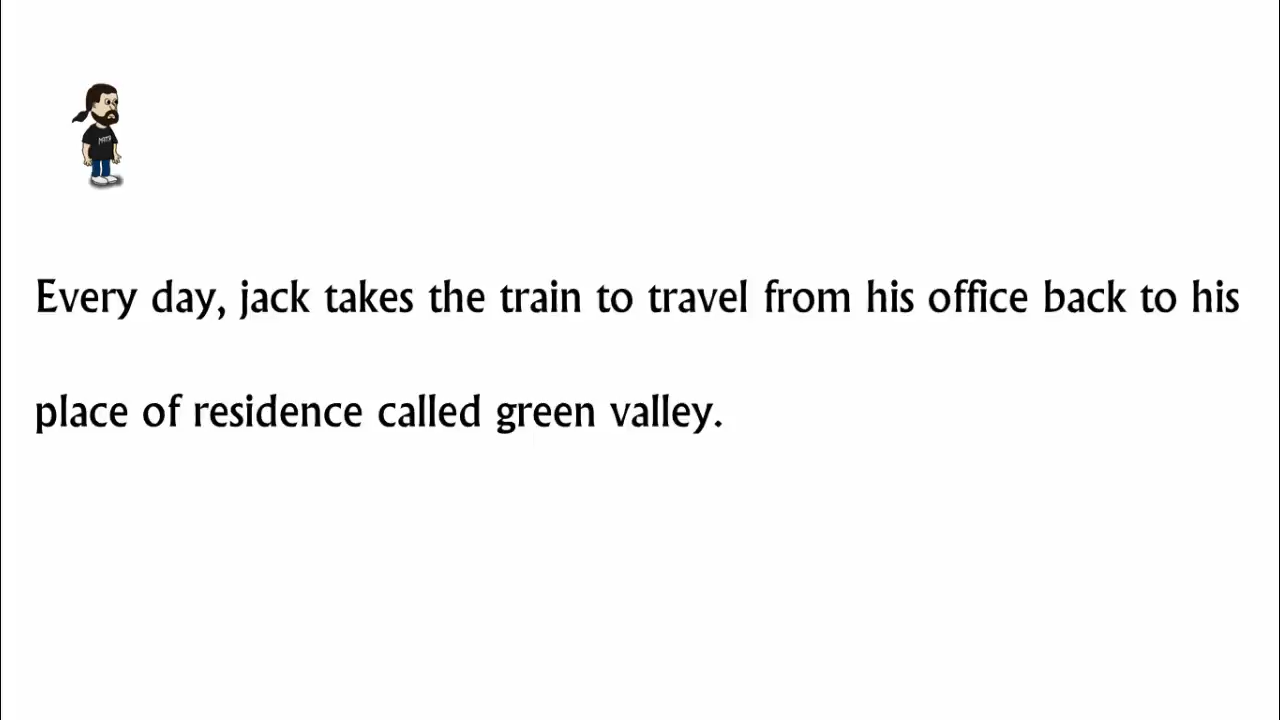 Every day, jack takes the train to travel from his office back to his
place of residence called green valley.